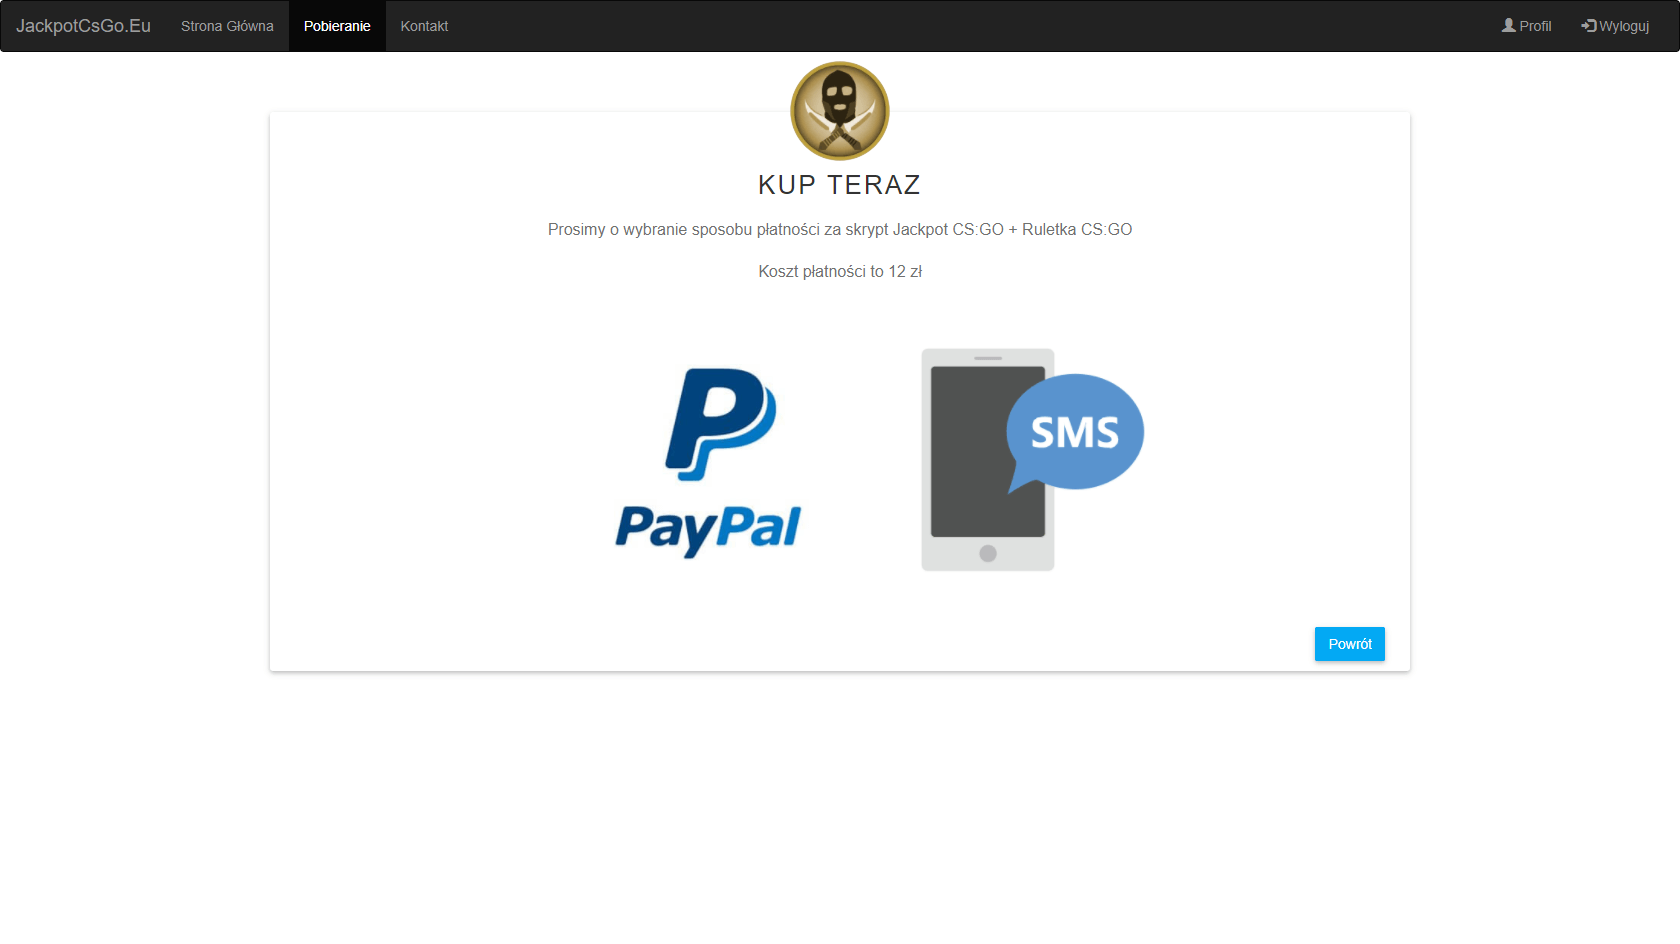 JackpotCsGo.Eu Strona Główna Pobieranie Kontakt Profil Wyloguj
KUP TERAZ
Prosimy o wybranie sposobu płatności za skrypt Jackpot CS:GO + Ruletka CS:GO
Koszt płatności to 12 zł
SMS
PayPal
Powrót